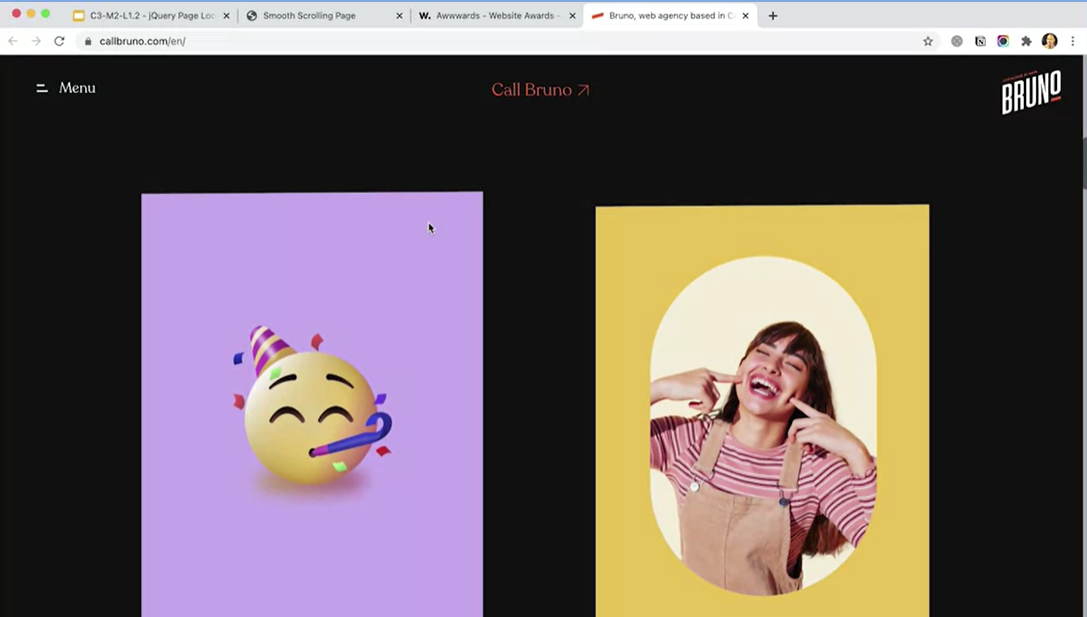 C3-M2-L1.2 - jQuery Page Loc
Smooth Scrolling Page
W. Awwwards - Website Awards -
Bruno, web agency based in C
callbruno.com/en/
Menu
Call Bruno
BRUNO